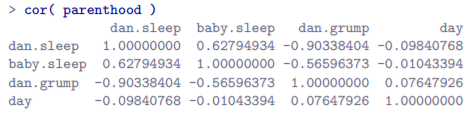 > cor( parenthood )
dan.sleep baby.sleep dan.grump day
dan.sleep 1.00000000 0.62794934 -0.90338404 -0.09840768
baby.sleep 0.62794934 1.00000000 -0.56596373 -0.01043394
dan.grump -0.90338404 -0.56596373 1.00000000 0.07647926
day -0.09840768 -0.01043394 0.07647926 1.00000000